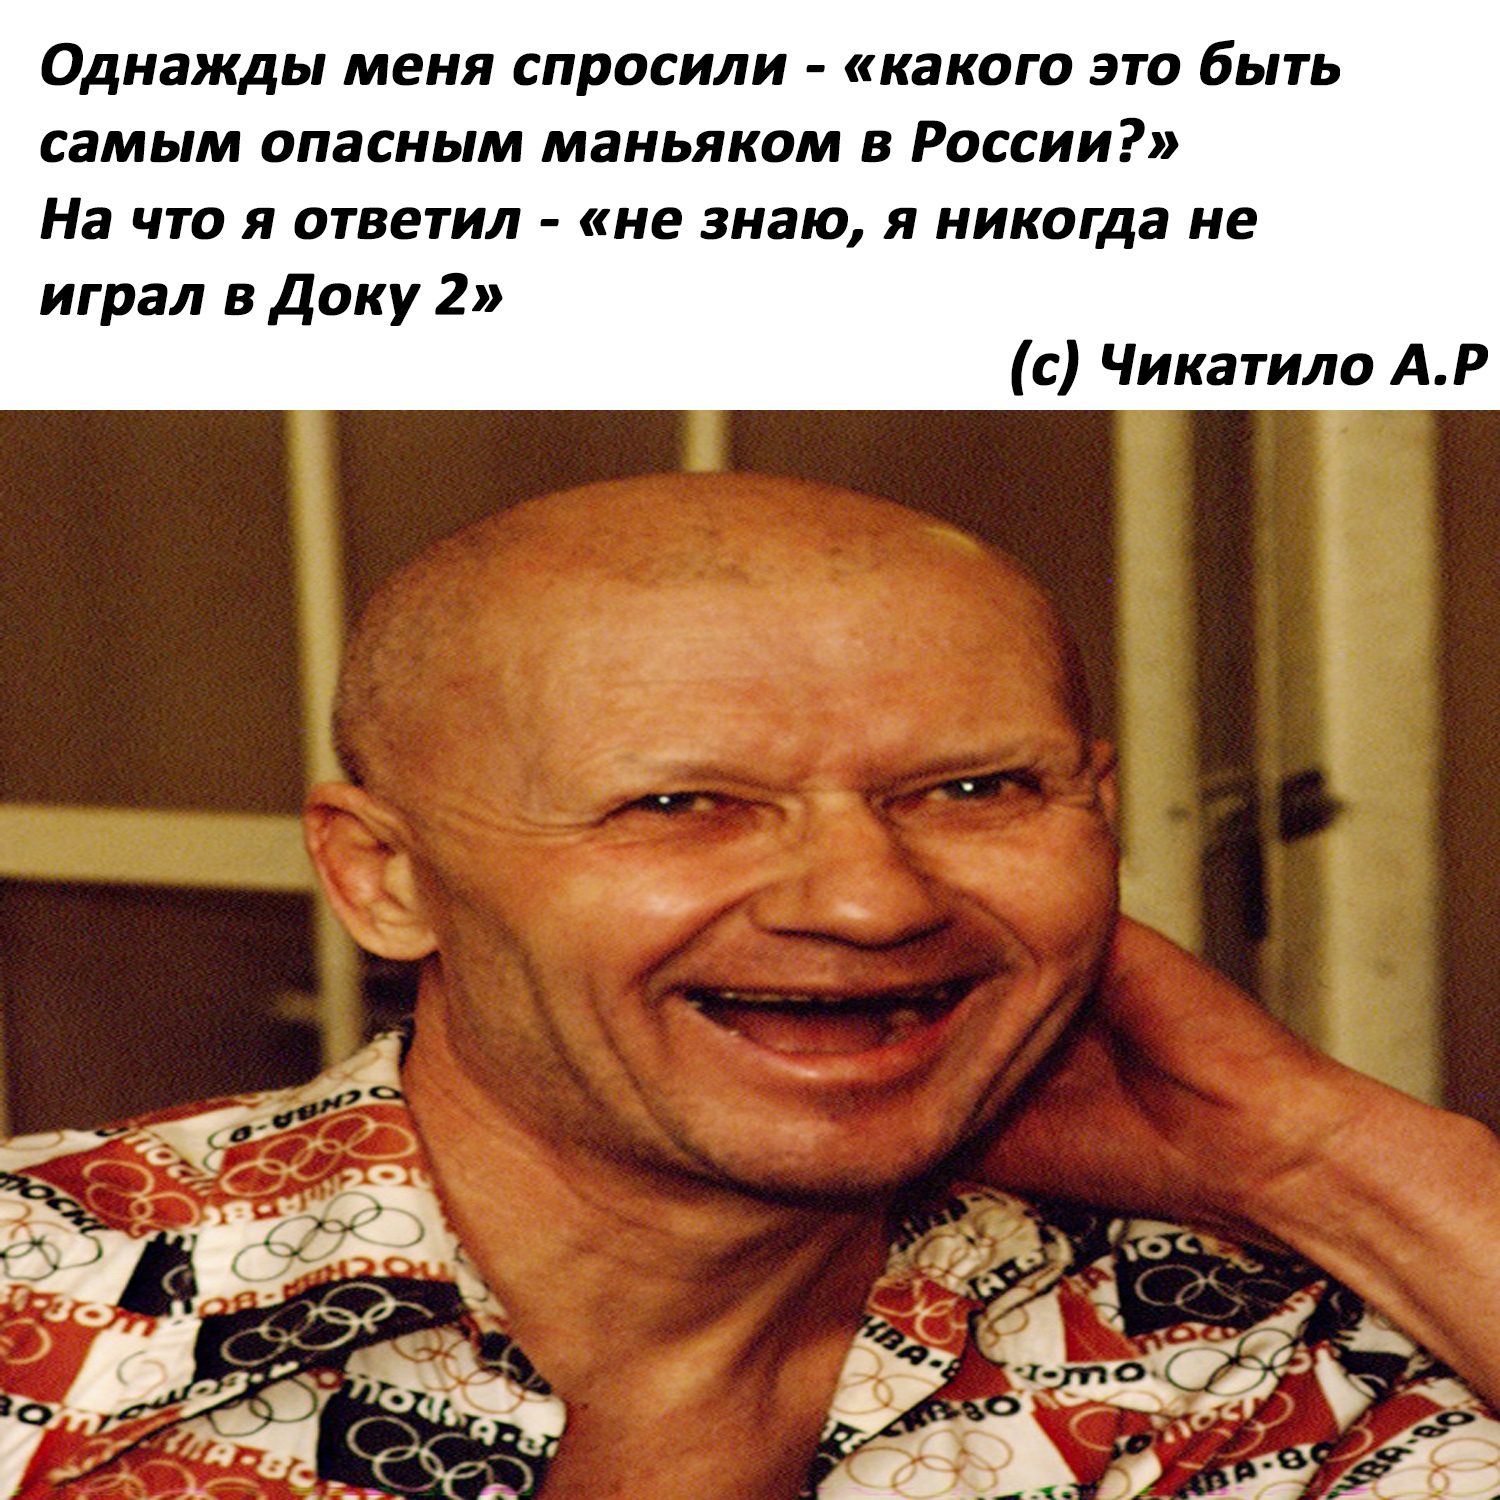 Однажды меня спросили - «какого это быть
самым опасным маньяком в России?»
На что я ответил - «не знаю, я никогда не
играл в Доку 2»
(с) Чикатило А.Р